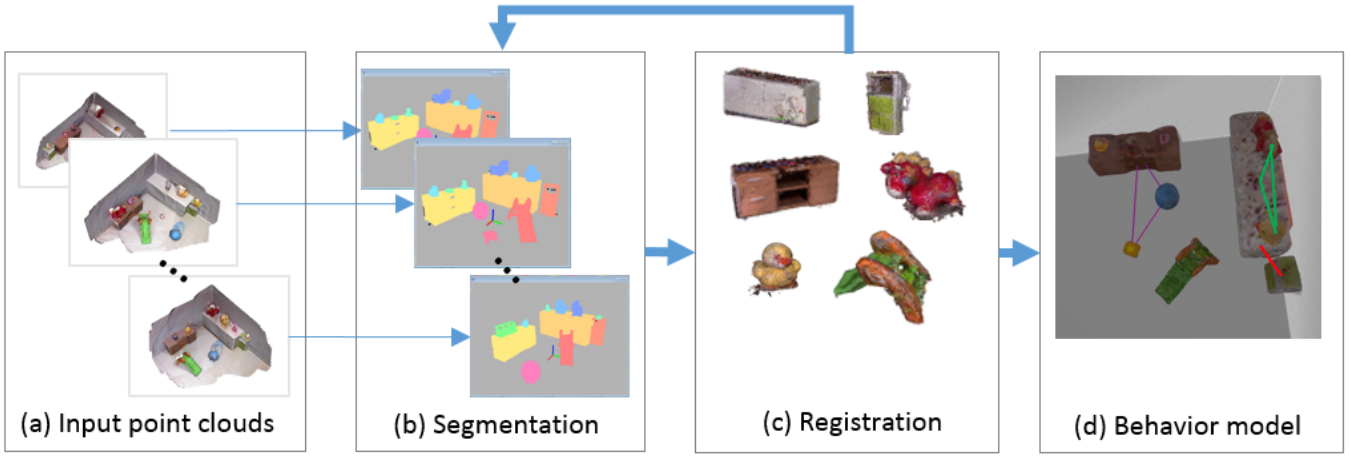 (a) Input point clouds
(b) Segmentation
(c) Registration
(d) Behavior model